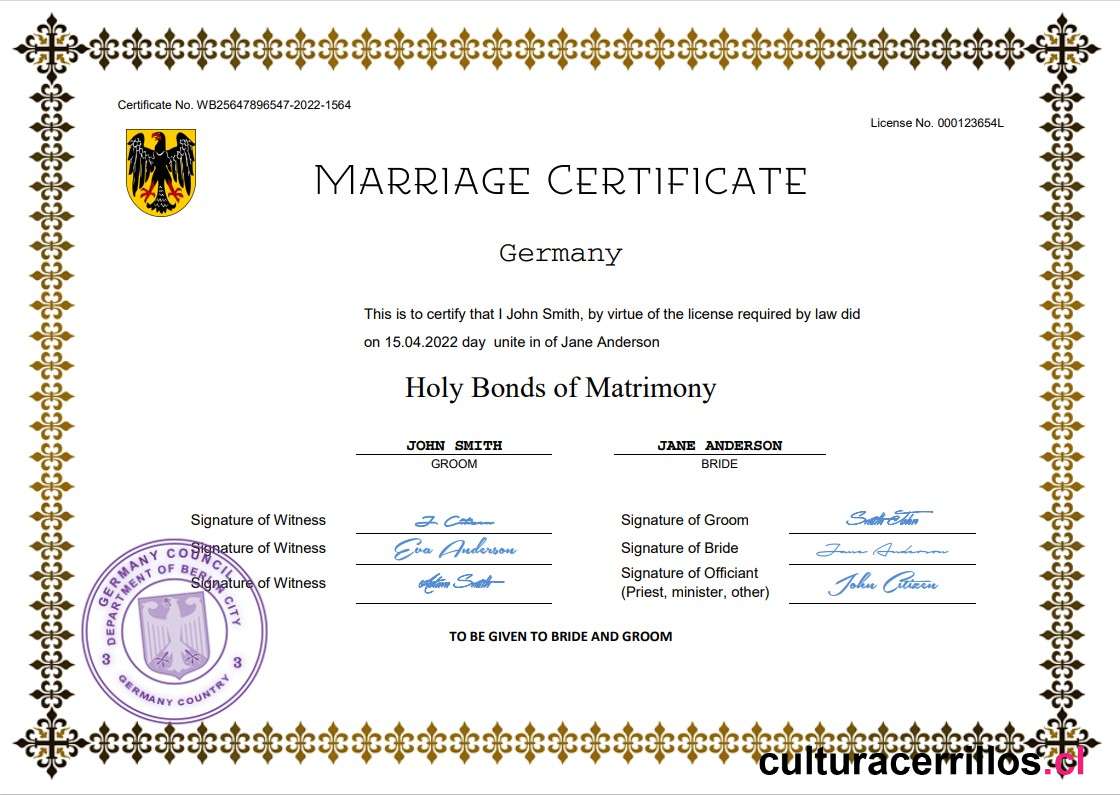 Certificate No. WB25647896547-2022-1564
License No. 000123654L
MARRIAGE CERTIFICATE
Germany
This is to certify that I John Smith, by virtue of the license required by law did
on 15.04.2022 day unite in of Jane Anderson
Holy Bonds of Matrimony
JOHN SMITH
GROOM
JANE ANDERSON
BRIDE
Signature of Witness
J. Citizen
Signature of Groom
Smith John
Signature of Witness
Eva Anderson
Signature of Bride
Jane Anderson
Signature of Witness
Smith
Signature of Officiant
(Priest, minister, other)
John Citizen
TO BE GIVEN TO BRIDE AND GROOM
GERMANY COUNCIL
DEPARTMENT OF BERLIN CITY
3 3
GERMANY COUNTRY
culturacerrillos.cl